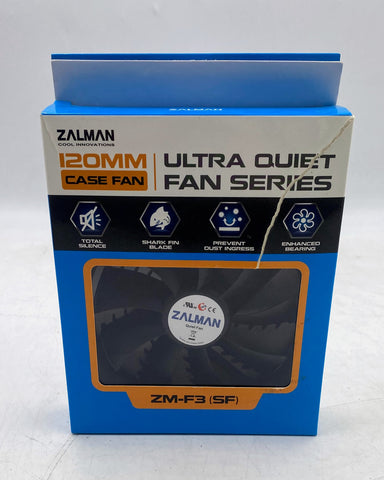 ZALMAN
COOL INNOVATIONS
120MM
CASE FAN
ULTRA QUIET
FAN SERIES
TOTAL
SILENCE
SHARK FIN
BLADE
PREVENT
DUST INGRESS
ENHANCED
BEARING
ZALMAN
Quiet Fan
ZM-F3 (SF)